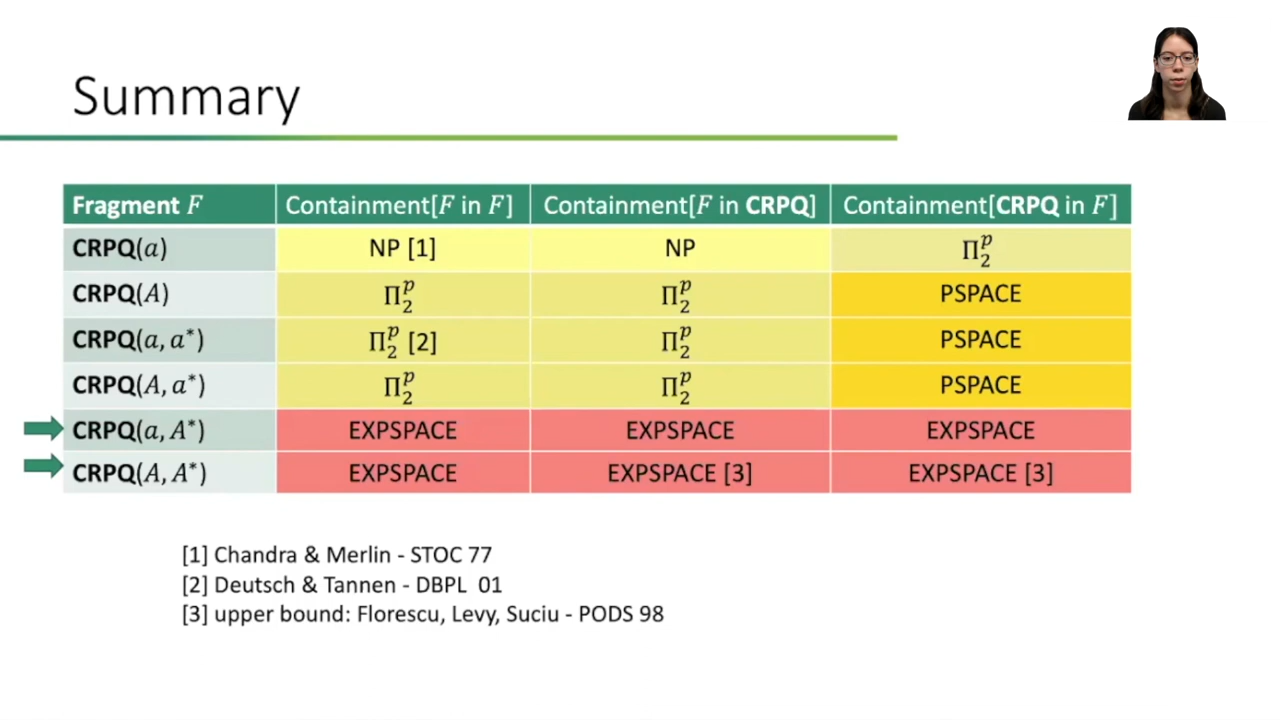 Summary
Fragment F Containment[F in F] Containment[F in CRPQ] Containment[CRPQ in F]
CRPQ(a) NP [1] NP Π₂ᵖ
CRPQ(A) Π₂ᵖ Π₂ᵖ PSPACE
CRPQ(a, a*) Π₂ᵖ [2] Π₂ᵖ PSPACE
CRPQ(A, a*) Π₂ᵖ Π₂ᵖ PSPACE
CRPQ(a, A*) EXPSPACE EXPSPACE EXPSPACE
CRPQ(A, A*) EXPSPACE EXPSPACE [3] EXPSPACE [3]
[1] Chandra & Merlin - STOC 77
[2] Deutsch & Tannen - DBPL 01
[3] upper bound: Florescu, Levy, Suciu - PODS 98